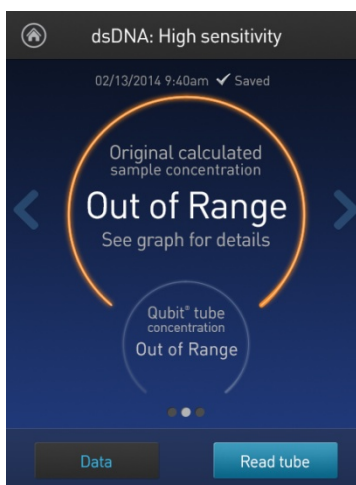 dsDNA: High sensitivity
02/13/2014 9:40am ✔ Saved
Original calculated
sample concentration
Out of Range
See graph for details
Qubit® tube
concentration
Out of Range
Data
Read tube